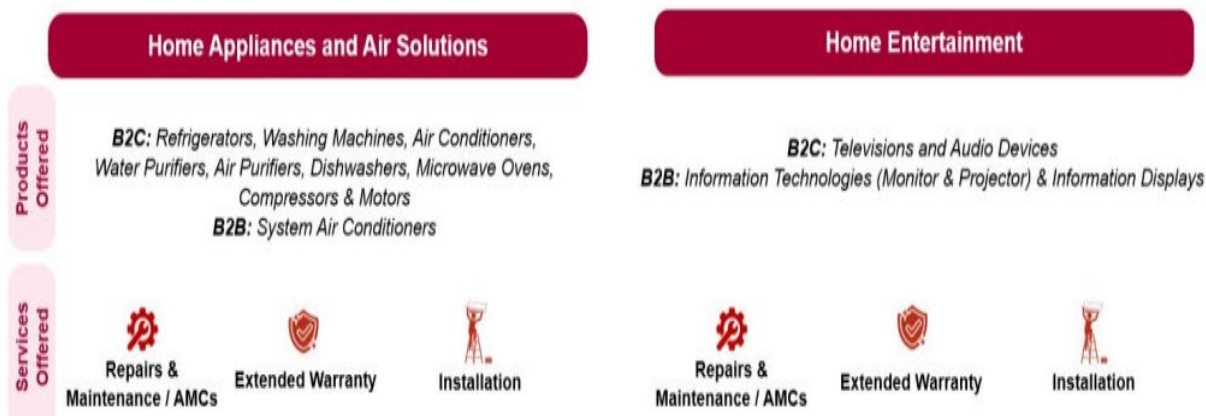 Home Appliances and Air Solutions
Home Entertainment
Products
Offered
B2C: Refrigerators, Washing Machines, Air Conditioners,
Water Purifiers, Air Purifiers, Dishwashers, Microwave Ovens,
Compressors & Motors
B2B: System Air Conditioners
B2C: Televisions and Audio Devices
B2B: Information Technologies (Monitor & Projector) & Information Displays
Services
Offered
Repairs &
Maintenance / AMCs
Extended Warranty
Installation
Repairs &
Maintenance / AMCs
Extended Warranty
Installation